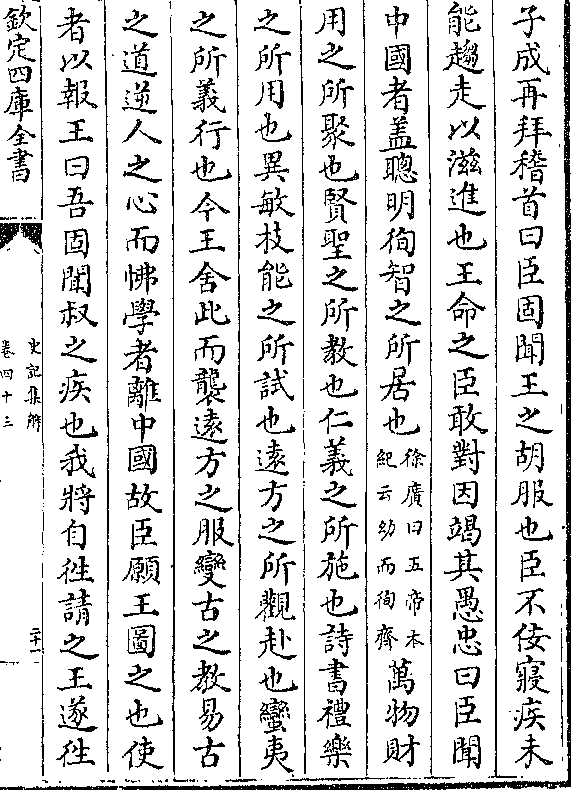 子成再拜稽首曰臣固聞王之胡服也臣不佞寢疾未
能趨走以滋進也王命之臣敢對因竭其愚忠曰臣聞
中國者盖聰明徇智之所居也徐廣曰五帝本紀云幼而徇齊萬物財
用之所聚也賢聖之所教也仁義之所施也詩書禮樂
之所用也異敏技能之所試也遠方之所觀赴也蠻夷
之所義行也今王舍此而襲遠方之服變古之教易古
之道逆人之心而怫學者離中國故臣願王圖之也使
者以報王曰吾固聞叔之疾也我將自徃請之王遂徃
欽定四庫全書
史記集解
卷四十三
二十